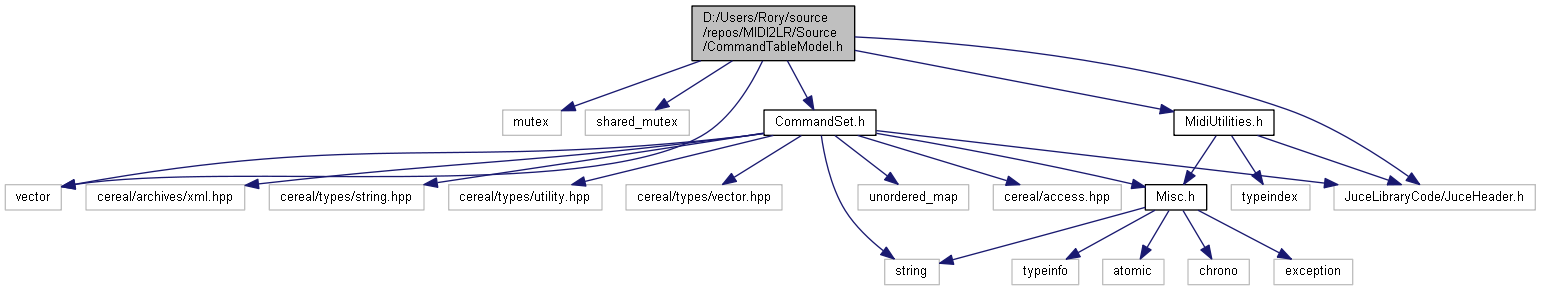 D:/Users/Rory/source
/repos/MIDI2LR/Source
/CommandTableModel.h
mutex
shared_mutex
CommandSet.h
MidiUtilities.h
vector
cereal/archives/xml.hpp
cereal/types/string.hpp
cereal/types/utility.hpp
cereal/types/vector.hpp
unordered_map
cereal/access.hpp
Misc.h
typeindex
JuceLibraryCode/JuceHeader.h
string
typeinfo
atomic
chrono
exception